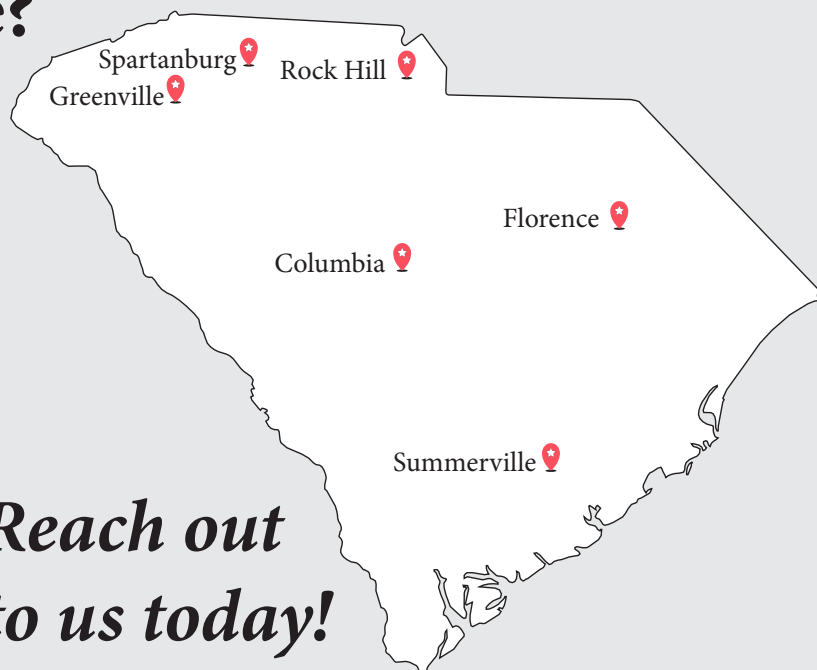 e?
Spartanburg
Rock Hill
Greenville
Florence
Columbia
Summerville
Reach out
to us today!